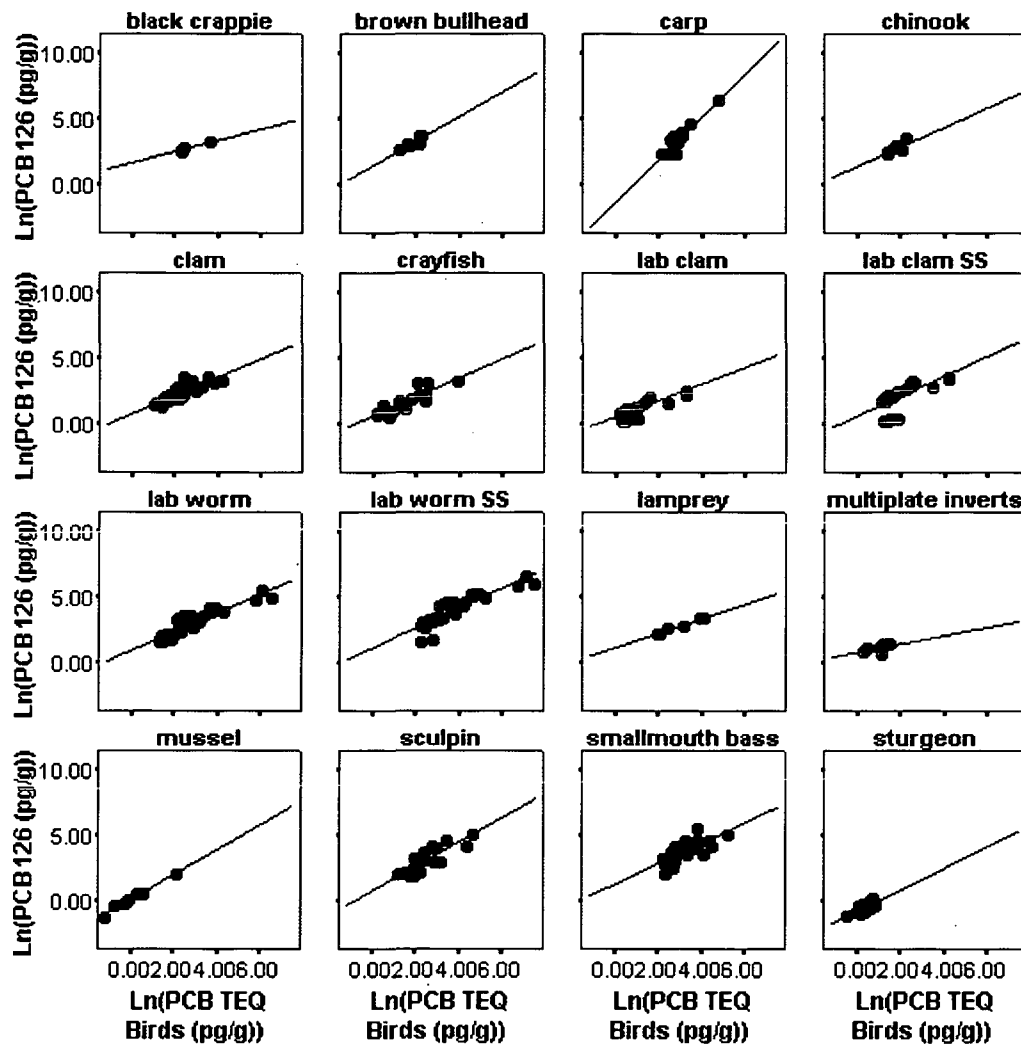 black crappie brown bullhead carp chinook
Ln(PCB126 (pg/g))
10.00
5.00
0.00
clam crayfish lab clam lab clam SS
Ln(PCB126 (pg/g))
10.00
5.00
0.00
lab worm lab worm SS lamprey multiplate inverts
Ln(PCB126 (pg/g))
10.00
5.00
0.00
mussel sculpin smallmouth bass sturgeon
Ln(PCB126 (pg/g))
10.00
5.00
0.00
0.002.004.006.00 0.002.004.006.00 0.002.004.006.00 0.002.004.006.00
Ln(PCB TEQ Ln(PCB TEQ Ln(PCB TEQ Ln(PCB TEQ
Birds (pg/g)) Birds (pg/g)) Birds (pg/g)) Birds (pg/g))